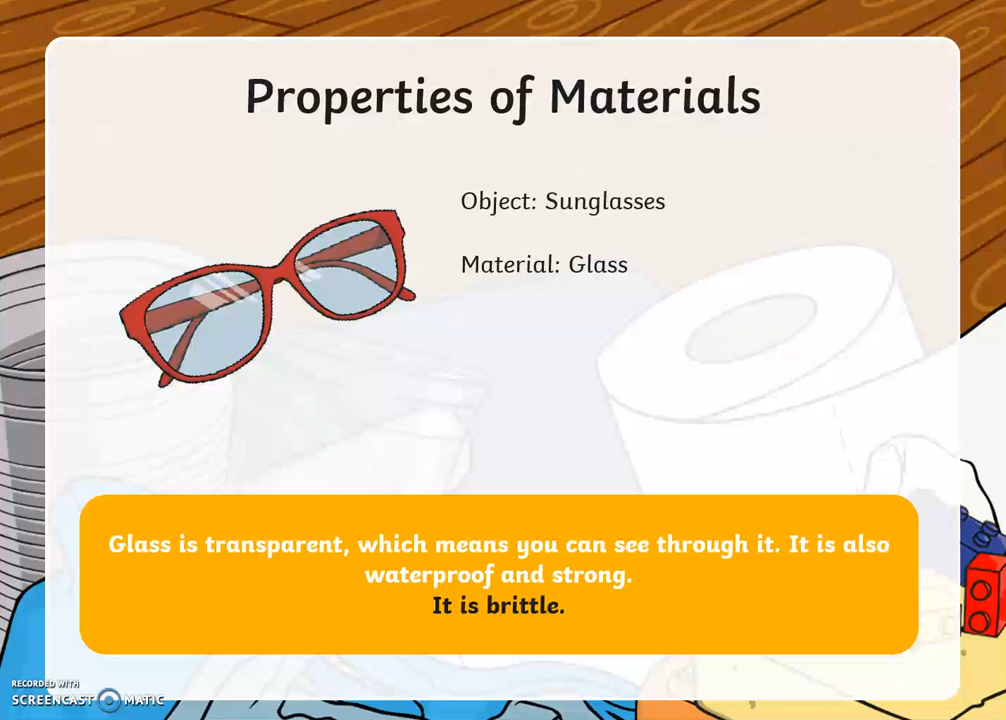 Properties of Materials
Object: Sunglasses
Material: Glass
Glass is transparent, which means you can see through it. It is also
waterproof and strong.
It is brittle.
RECORDED WITH
SCREENCAST MATIC